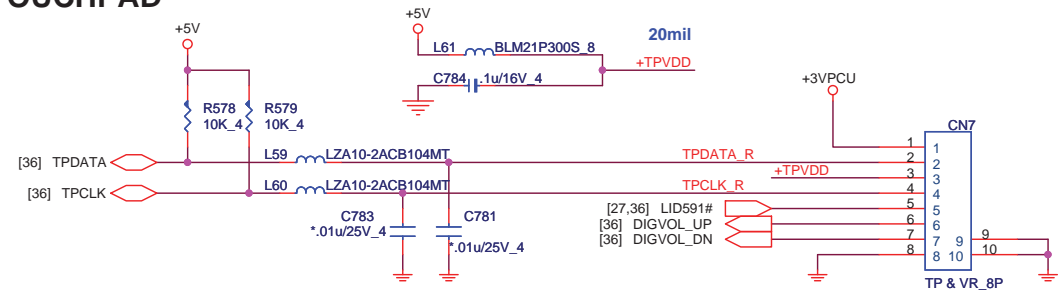 OUCHPAD
+5V
+5V
L61
BLM21P300S_8
20mil
+TPVDD
C784
.1u/16V_4
+3VPCU
R578
10K_4
R579
10K_4
CN7
[36] TPDATA
L59
LZA10-2ACB104MT
TPDATA_R
+TPVDD
[36] TPCLK
L60
LZA10-2ACB104MT
TPCLK_R
C783
*.01u/25V_4
C781
*.01u/25V_4
[27,36] LID591#
[36] DIGVOL_UP
[36] DIGVOL_DN
1 1
2 2
3 3
4 4
5 5
6 6
7 7 9 9
8 8 10 10
TP & VR_8P